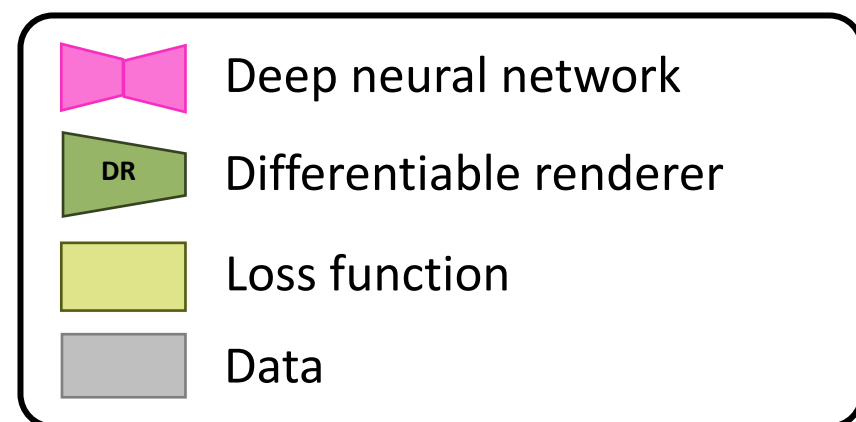 Deep neural network
DR Differentiable renderer
Loss function
Data